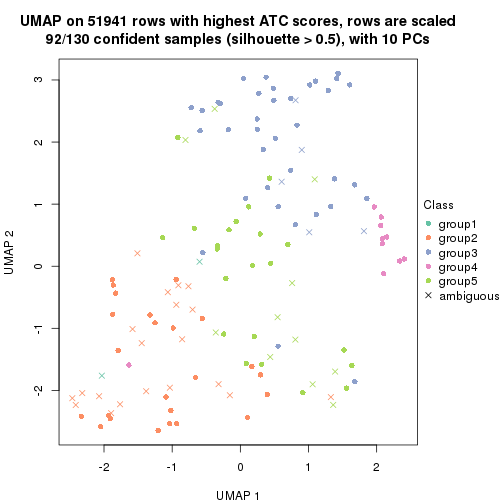 UMAP on 51941 rows with highest ATC scores, rows are scaled
92/130 confident samples (silhouette > 0.5), with 10 PCs
3
2
1
0
-1
-2
UMAP 2
-2
-1
0
1
2
UMAP 1
Class
group1
group2
group3
group4
group5
ambiguous